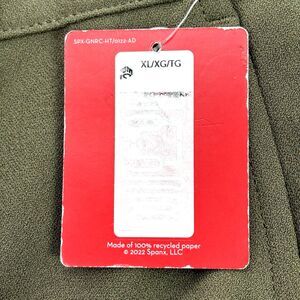 SPX-GNRC-HT/0122-AD
XL/XG/TG
Made of 100% recycled paper
© 2022 Spanx, LLC